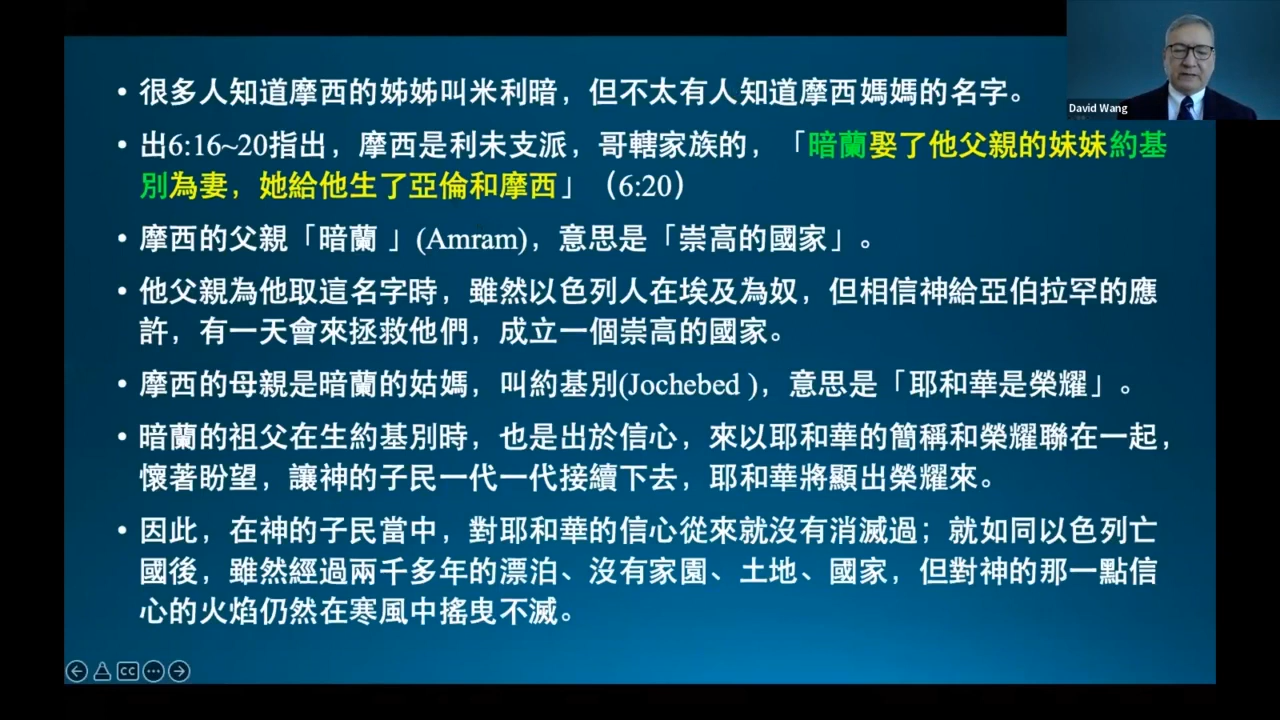 • 很多人知道摩西的姊姊叫米利暗，但不太有人知道摩西媽媽的名字。
David Wang
• 出6:16~20指出，摩西是利未支派，哥轄家族的，「暗蘭娶了他父親的妹妹約基
別為妻，她給他生了亞倫和摩西」（6:20）
• 摩西的父親「暗蘭 」(Amram)，意思是「崇高的國家」。
• 他父親為他取這名字時，雖然以色列人在埃及為奴，但相信神給亞伯拉罕的應
許，有一天會來拯救他們，成立一個崇高的國家。
• 摩西的母親是暗蘭的姑媽，叫約基別(Jochebed )，意思是「耶和華是榮耀」。
• 暗蘭的祖父在生約基別時，也是出於信心，來以耶和華的簡稱和榮耀聯在一起，
懷著盼望，讓神的子民一代一代接續下去，耶和華將顯出榮耀來。
• 因此，在神的子民當中，對耶和華的信心從來就沒有消滅過；就如同以色列亡
國後，雖然經過兩千多年的漂泊、沒有家園、土地、國家，但對神的那一點信
心的火焰仍然在寒風中搖曳不滅。
CC